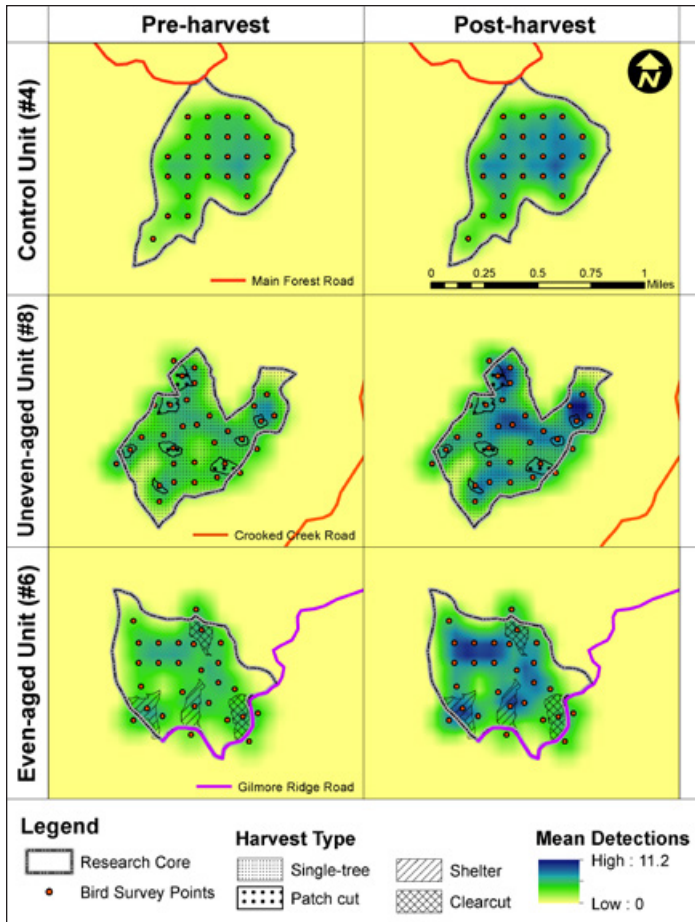 Pre-harvest
Post-harvest
Control Unit (#4)
N
Main Forest Road
0 0.25 0.5 0.75 1
Miles
Uneven-aged Unit (#8)
Crooked Creek Road
Even-aged Unit (#6)
Gilmore Ridge Road
Legend
Research Core
Bird Survey Points
Harvest Type
Single-tree
Patch cut
Shelter
Clearcut
Mean Detections
High : 11.2
Low : 0